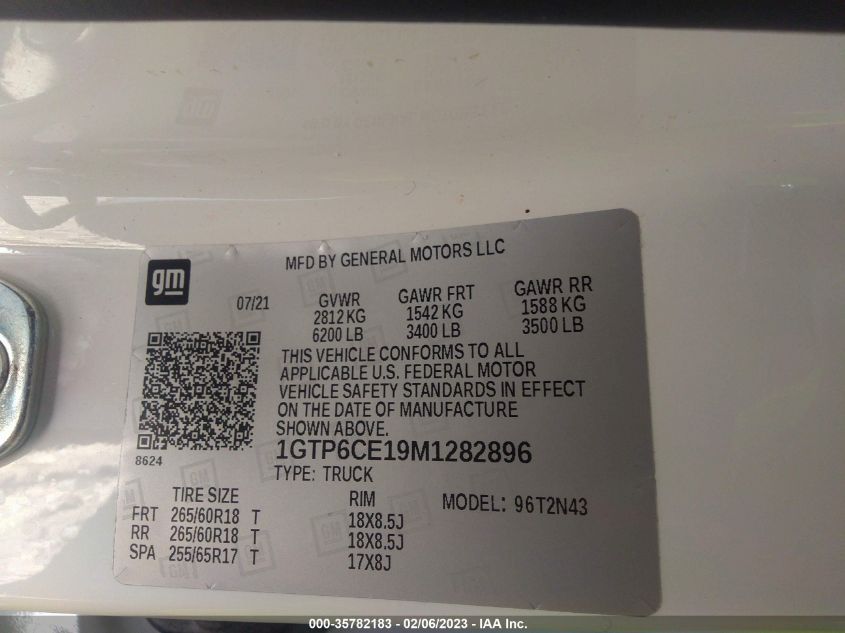 MFD BY GENERAL MOTORS LLC
gm
07/21
GVWR GAWR FRT GAWR RR
2812 KG 1542 KG 1588 KG
6200 LB 3400 LB 3500 LB
THIS VEHICLE CONFORMS TO ALL
APPLICABLE U.S. FEDERAL MOTOR
VEHICLE SAFETY STANDARDS IN EFFECT
ON THE DATE OF MANUFACTURE
SHOWN ABOVE.
8624
1GTP6CE19M1282896
TYPE: TRUCK
TIRE SIZE RIM MODEL: 96T2N43
FRT 265/60R18 T 18X8.5J
RR 265/60R18 T 18X8.5J
SPA 255/65R17 T 17X8J
000-35782183 - 02/06/2023 - IAA Inc.